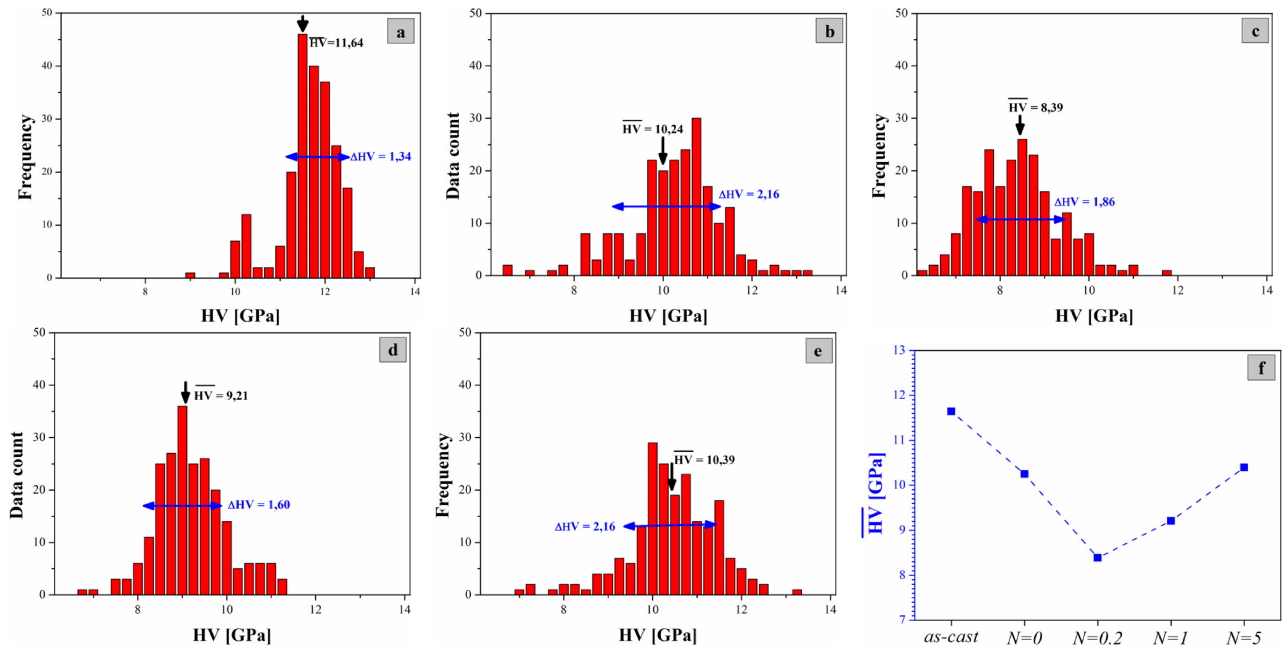 50
40
30
20
10
0
Frequency
8
10
12
14
HV [GPa]
a
HV=11,64
ΔHV = 1,34
50
40
30
20
10
0
Data count
8
10
12
14
HV [GPa]
b
HV = 10,24
ΔHV = 2,16
50
40
30
20
10
0
Frequency
8
10
12
14
HV [GPa]
c
HV = 8,39
ΔHV = 1,86
50
40
30
20
10
0
Data count
8
10
12
14
HV [GPa]
d
HV = 9,21
ΔHV = 1,60
50
40
30
20
10
0
Frequency
8
10
12
14
HV [GPa]
e
HV = 10,39
ΔHV = 2,16
13
12
11
10
9
8
7
HV [GPa]
f
as-cast
N=0
N=0.2
N=1
N=5